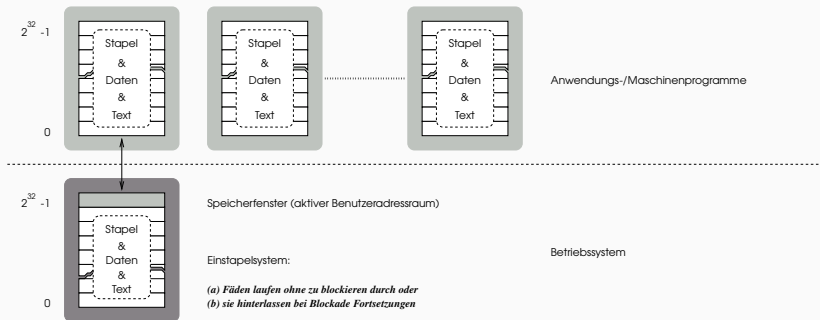 2^32 -1
0
Stapel
&
Daten
&
Text
Stapel
&
Daten
&
Text
Stapel
&
Daten
&
Text
Anwendungs-/Maschinenprogramme
2^32 -1
0
Stapel
&
Daten
&
Text
Speicherfenster (aktiver Benutzeradressraum)
Einstapelsystem:
(a) Fäden laufen ohne zu blockieren durch oder
(b) sie hinterlassen bei Blockade Fortsetzungen
Betriebssystem